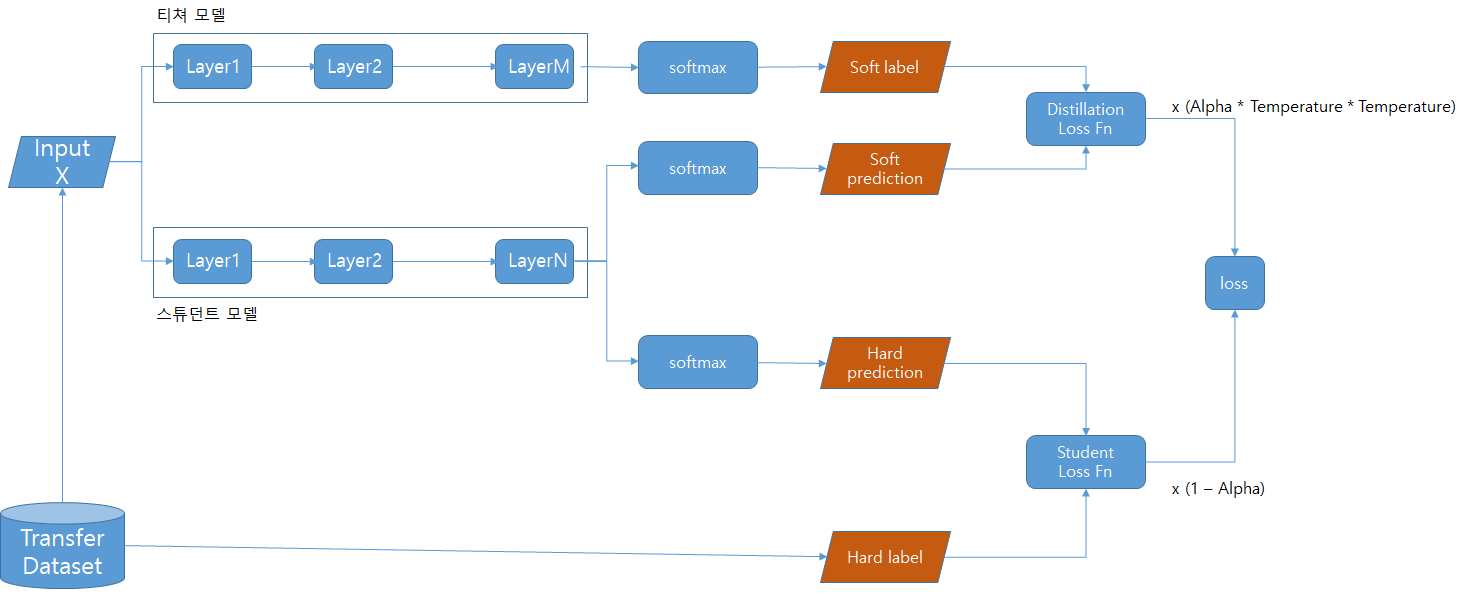 티쳐 모델
Layer1
Layer2
LayerM
softmax
Soft label
Distillation
Loss Fn
x (Alpha * Temperature * Temperature)
Input
X
softmax
Soft
prediction
Layer1
Layer2
LayerN
스튜던트 모델
loss
softmax
Hard
prediction
Student
Loss Fn
x (1 – Alpha)
Transfer
Dataset
Hard label